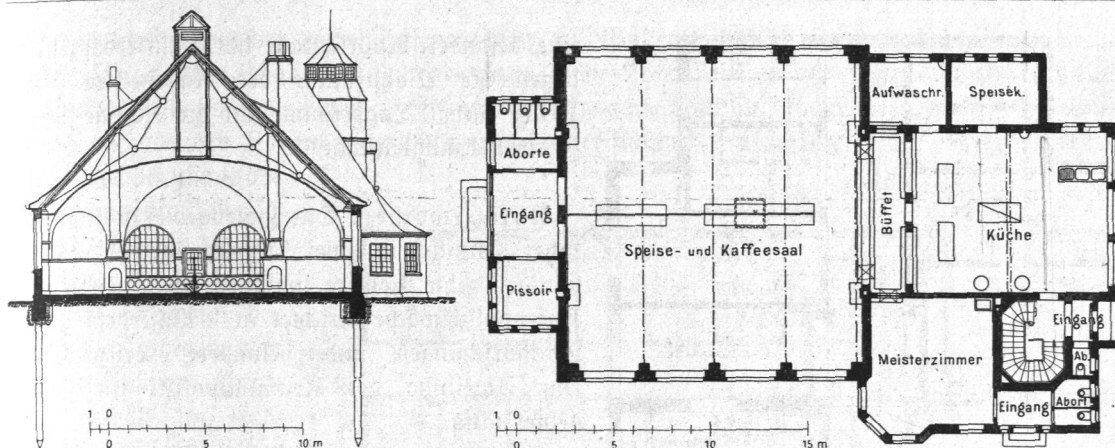 Aufwaschr.
Speisek.
Aborte
Eingang
Pissoir
Speise- und Kaffeesaal
Büffet
Küche
Meisterzimmer
Eingang
Ab.
Abort
Eingang
1 0
0 5 10 m
1 0
0 5 10 15 m